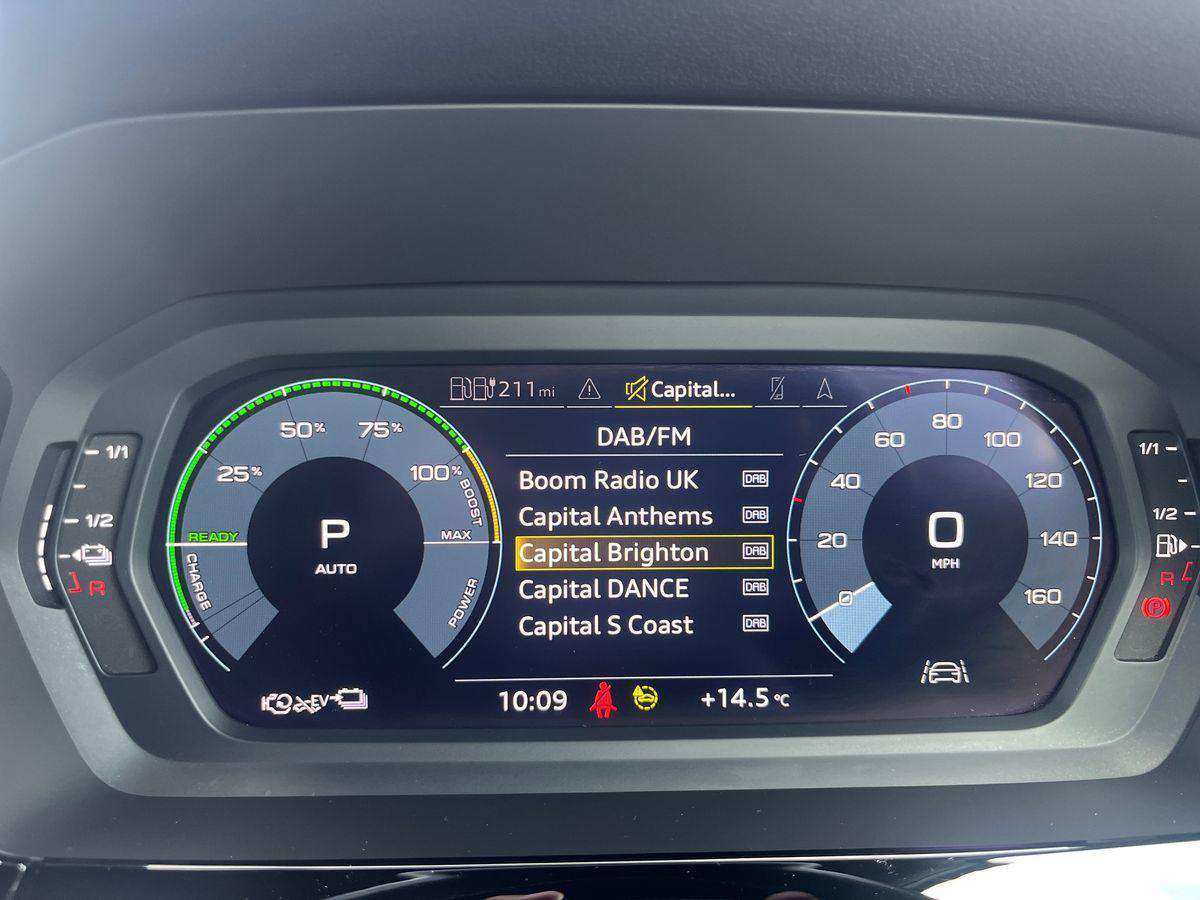 211 mi
Capital...
DAB/FM
Boom Radio UK DAB
Capital Anthems DAB
Capital Brighton DAB
Capital DANCE DAB
Capital S Coast DAB
10:09
+14.5 °C
1/1
1/2
R
25%
50%
75%
100%
BOOST
MAX
POWER
READY
CHARGE
P
AUTO
EV
0
20
40
60
80
100
120
140
160
0
MPH
1/1
1/2
R
P